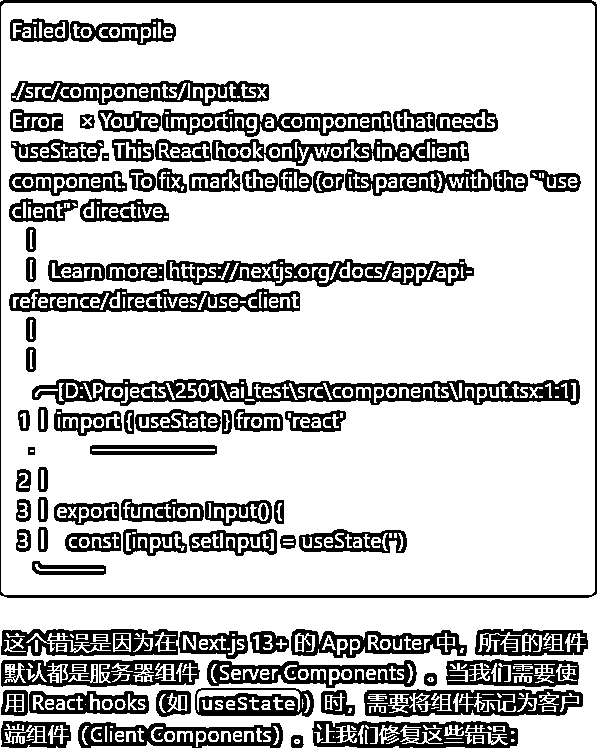 Failed to compile
./src/components/Input.tsx
Error:   × You're importing a component that needs
`useState`. This React hook only works in a client
component. To fix, mark the file (or its parent) with the `"use
client"` directive.
|
|   Learn more: https://nextjs.org/docs/app/api-
reference/directives/use-client
|
|
╭─[D:\Projects\2501\ai_test\src\components\Input.tsx:1:1]
1 │ import { useState } from 'react'
·          ────────
2 │
3 │ export function Input() {
3 │   const [input, setInput] = useState('')
╰────
这个错误是因为在 Next.js 13+ 的 App Router 中，所有的组件
默认都是服务器组件（Server Components）。当我们需要使
用 React hooks（如 useState）时，需要将组件标记为客户
端组件（Client Components）。让我们修复这些错误：